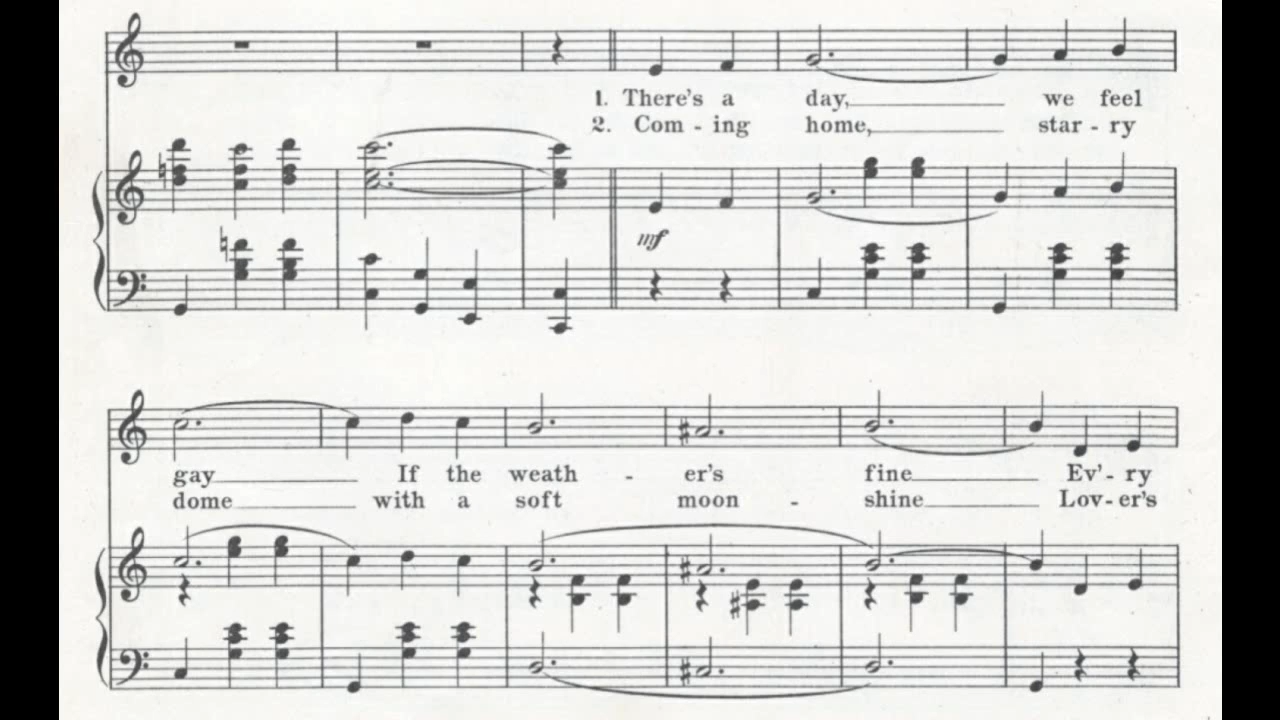 1. There's a day, we feel
2. Com - ing home, star - ry
mf
gay If the weath - er's fine Ev'- ry
dome with a soft moon - shine Lov - er's